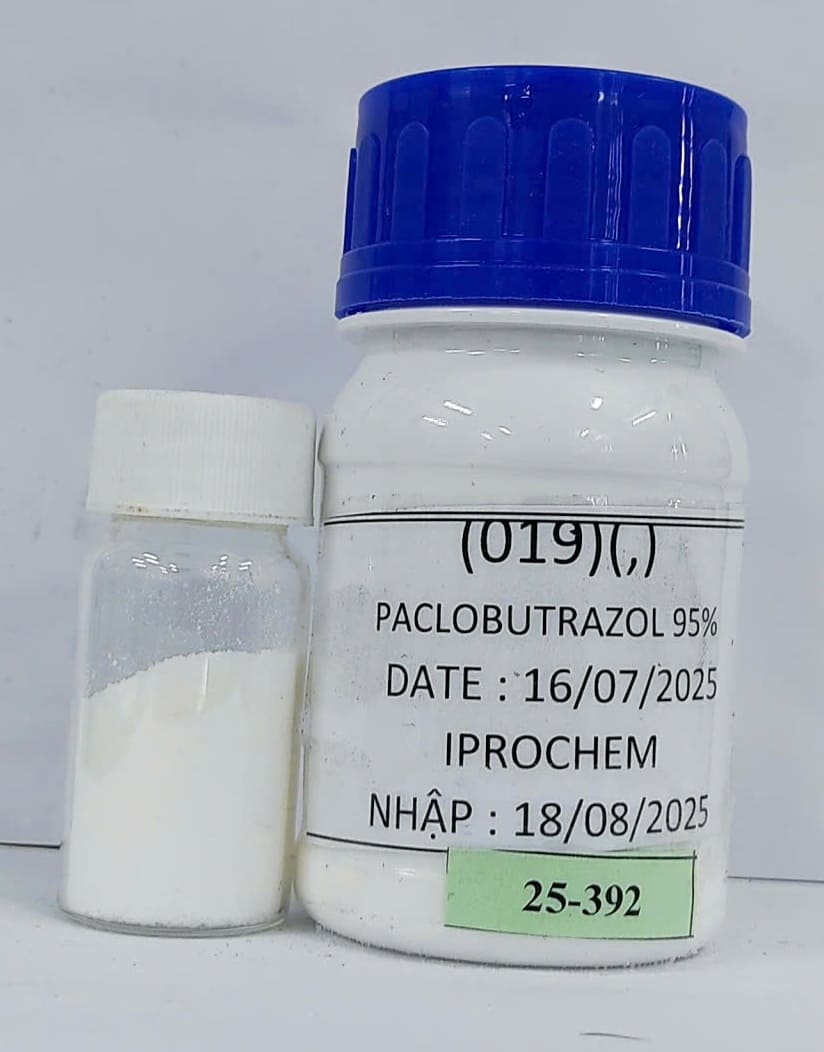 (019)(,)
PACLOBUTRAZOL 95%
DATE : 16/07/2025
IPROCHEM
NHẬP : 18/08/2025
25-392